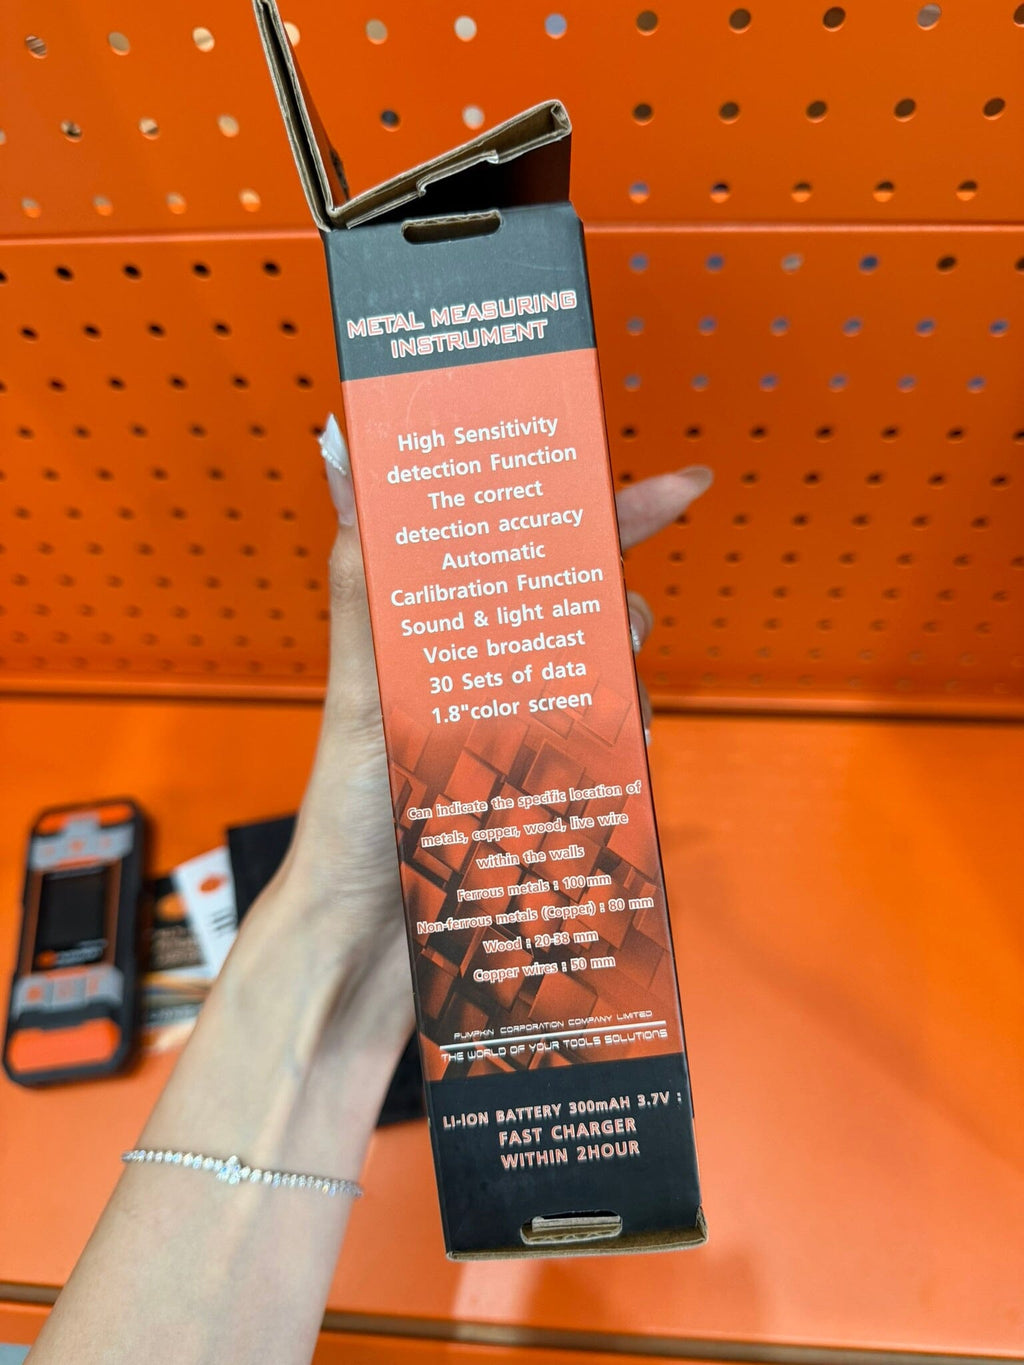 METAL MEASURING
INSTRUMENT
High Sensitivity
detection Function
The correct
detection accuracy
Automatic
Carlibration Function
Sound & light alam
Voice broadcast
30 Sets of data
1.8"color screen
Can indicate the specific location of
metals, copper, wood, live wire
within the walls
Ferrous metals : 100 mm
Non-ferrous metals (Copper) : 80 mm
Wood : 20-38 mm
Copper wires : 50 mm
PUMPKIN CORPORATION COMPANY LIMITED
THE WORLD OF YOUR TOOLS SOLUTIONS
LI-ION BATTERY 300mAH 3.7V :
FAST CHARGER
WITHIN 2HOUR